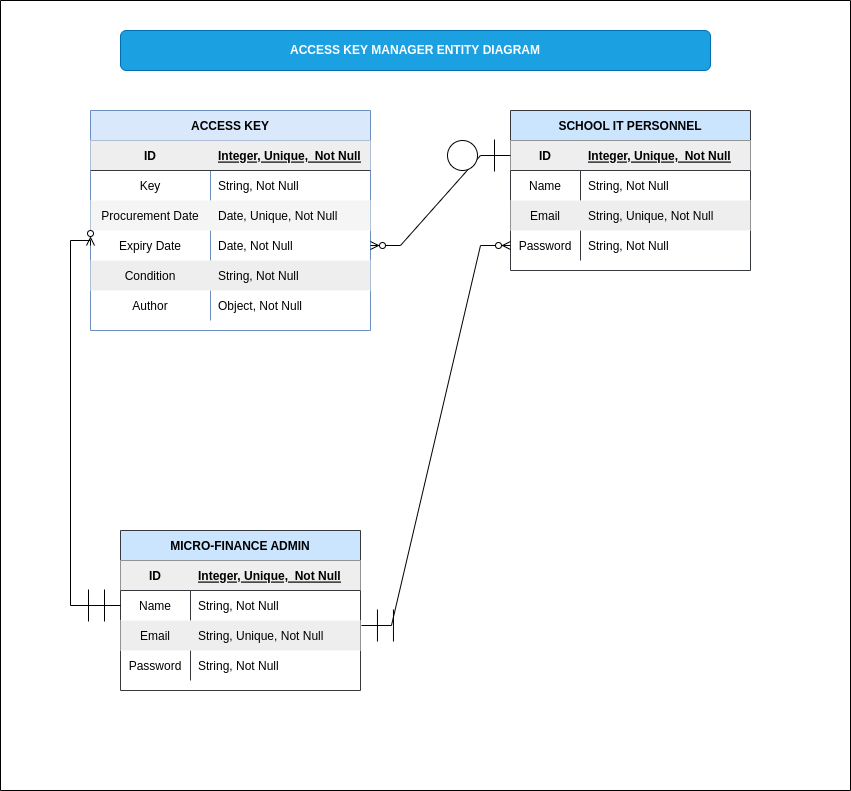 ACCESS KEY MANAGER ENTITY DIAGRAM
ACCESS KEY
ID Integer, Unique, Not Null
Key String, Not Null
Procurement Date Date, Unique, Not Null
Expiry Date Date, Not Null
Condition String, Not Null
Author Object, Not Null
SCHOOL IT PERSONNEL
ID Integer, Unique, Not Null
Name String, Not Null
Email String, Unique, Not Null
Password String, Not Null
MICRO-FINANCE ADMIN
ID Integer, Unique, Not Null
Name String, Not Null
Email String, Unique, Not Null
Password String, Not Null